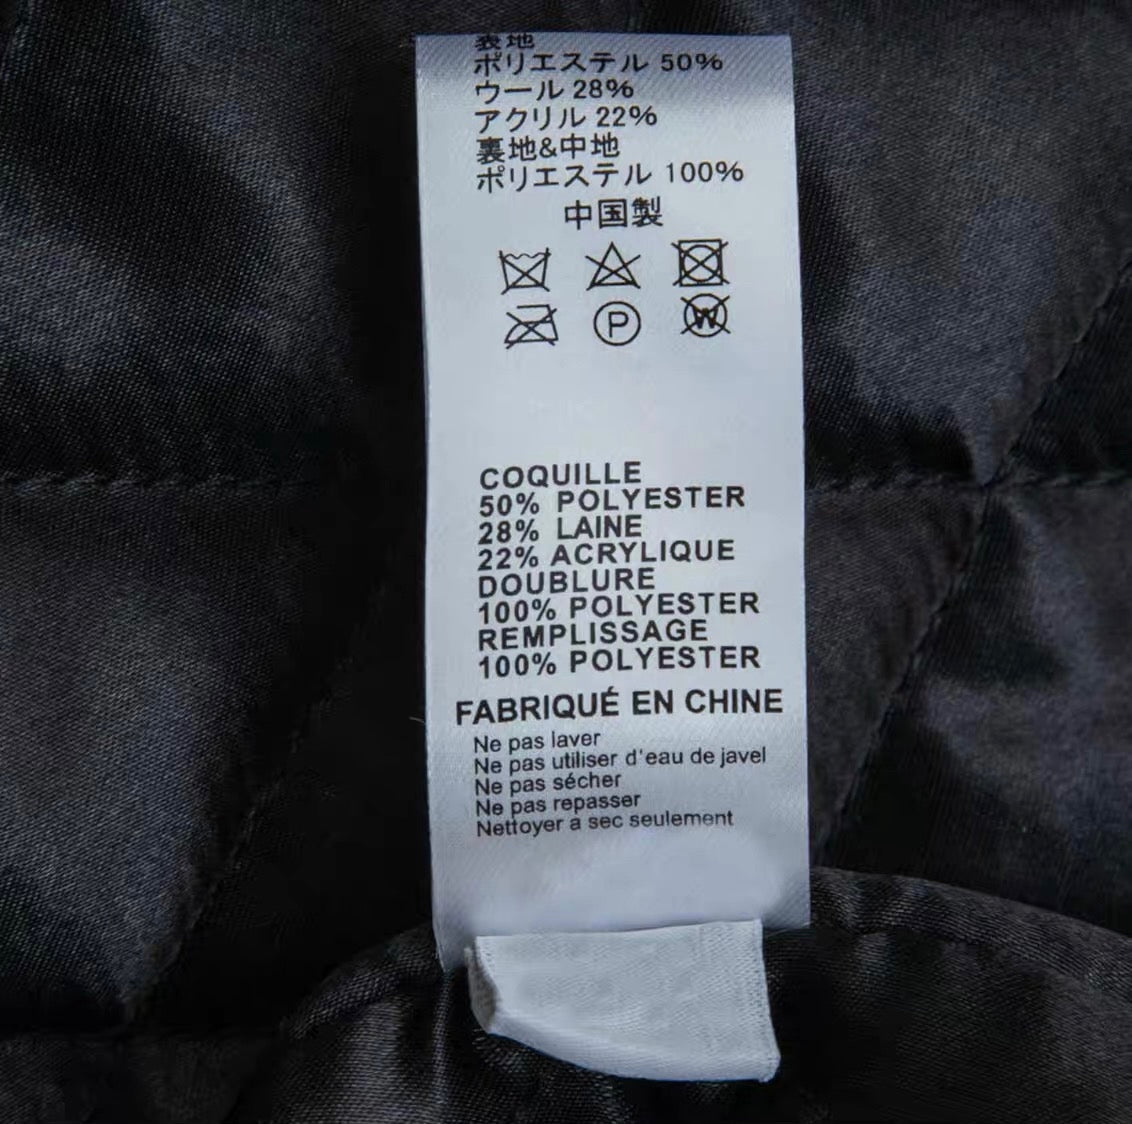 表地
ポリエステル 50%
ウール 28%
アクリル 22%
裏地&中地
ポリエステル 100%
中国製
P
W
COQUILLE
50% POLYESTER
28% LAINE
22% ACRYLIQUE
DOUBLURE
100% POLYESTER
REMPLISSAGE
100% POLYESTER
FABRIQUÉ EN CHINE
Ne pas laver
Ne pas utiliser d'eau de javel
Ne pas sécher
Ne pas repasser
Nettoyer a sec seulement